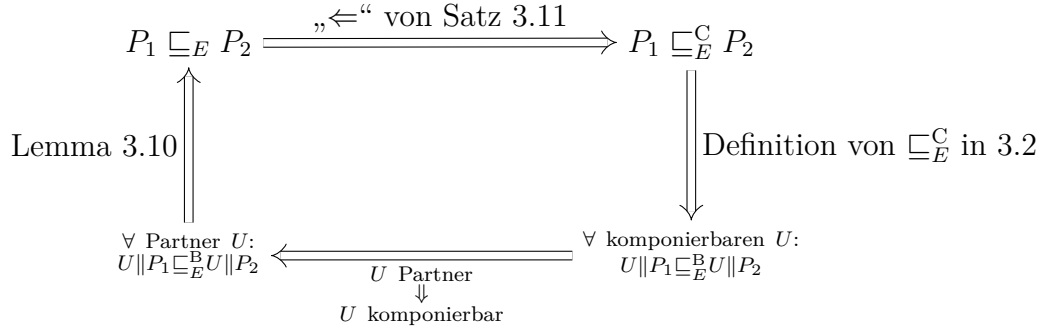 „⇐“ von Satz 3.11
P₁ ⊑_E P₂
P₁ ⊑_E^C P₂
Lemma 3.10
Definition von ⊑_E^C in 3.2
∀ Partner U:
U∥P₁⊑_E^B U∥P₂
∀ komponierbaren U:
U∥P₁⊑_E^B U∥P₂
U Partner
⇓
U komponierbar